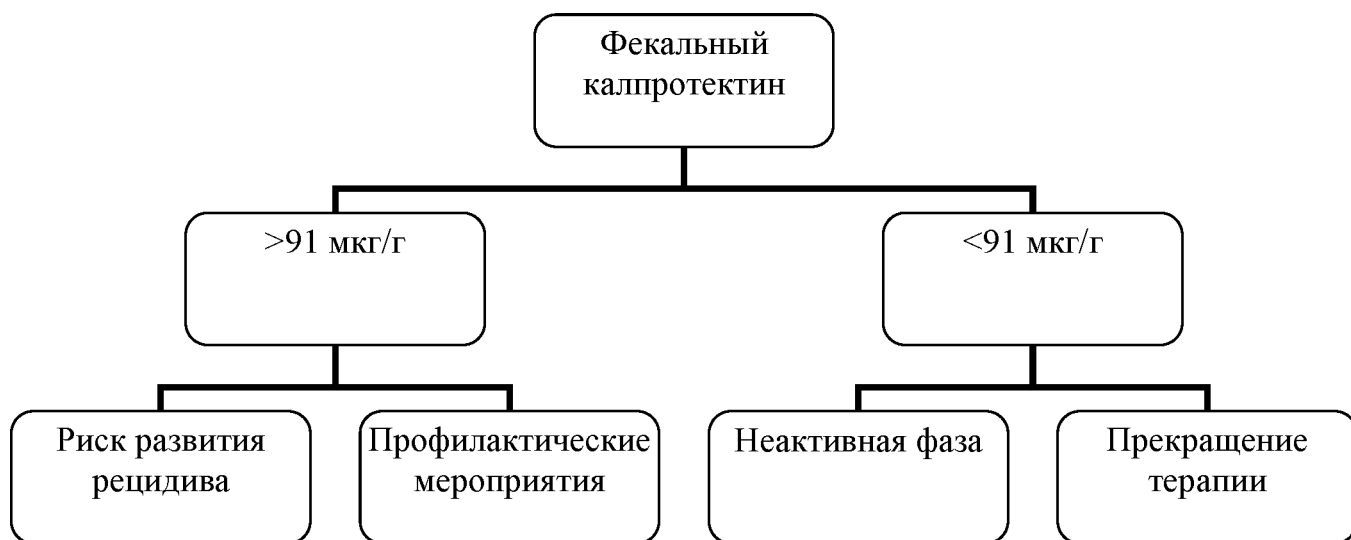 Фекальный
калпротектин
>91 мкг/г
<91 мкг/г
Риск развития
рецидива
Профилактические
мероприятия
Неактивная фаза
Прекращение
терапии